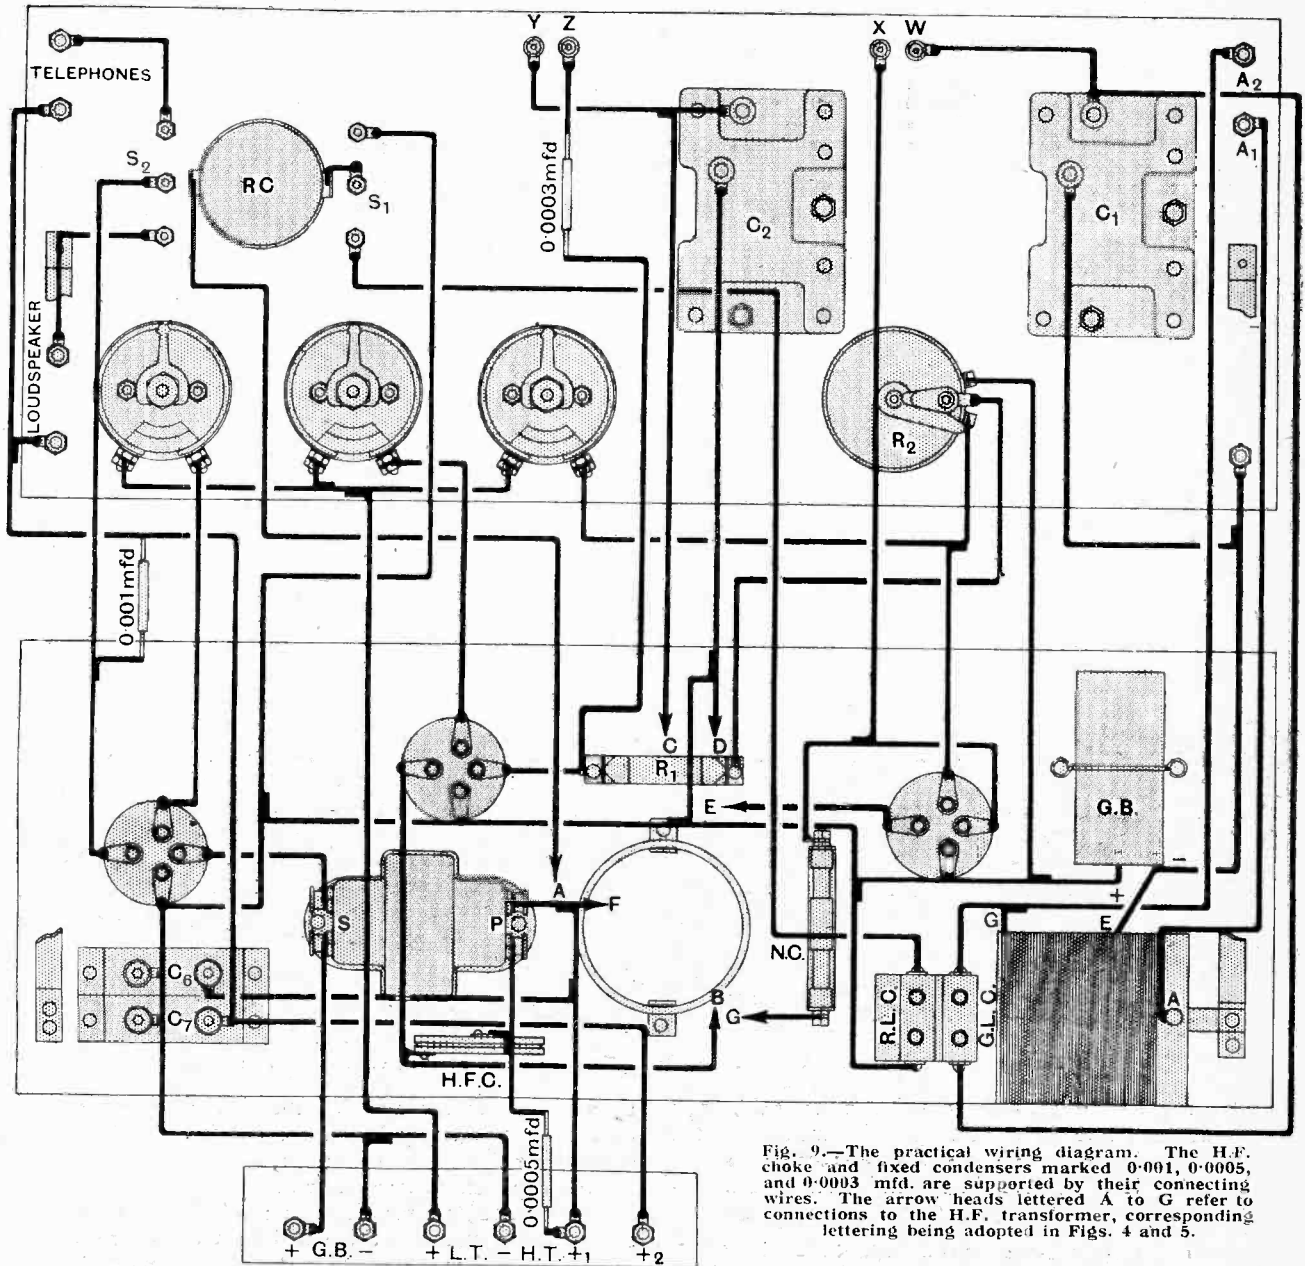 Y Z X W
TELEPHONES
A2
A1
S2
RC
S1
0·0003mfd
C2
C1
LOUDSPEAKER
R2
0·001mfd
C D
R1
E
G.B.
+ −
A
F
S
P
G
E
N.C.
C6
C7
B
G
R.L.C.
G.L.C.
A
H.F.C.
0·0005mfd
+ G.B. − + L.T. − H.T. +1 +2
Fig. 9.—The practical wiring diagram. The H.F.
choke and fixed condensers marked 0·001, 0·0005,
and 0·0003 mfd. are supported by their connecting
wires. The arrow heads lettered A to G refer to
connections to the H.F. transformer, corresponding
lettering being adopted in Figs. 4 and 5.